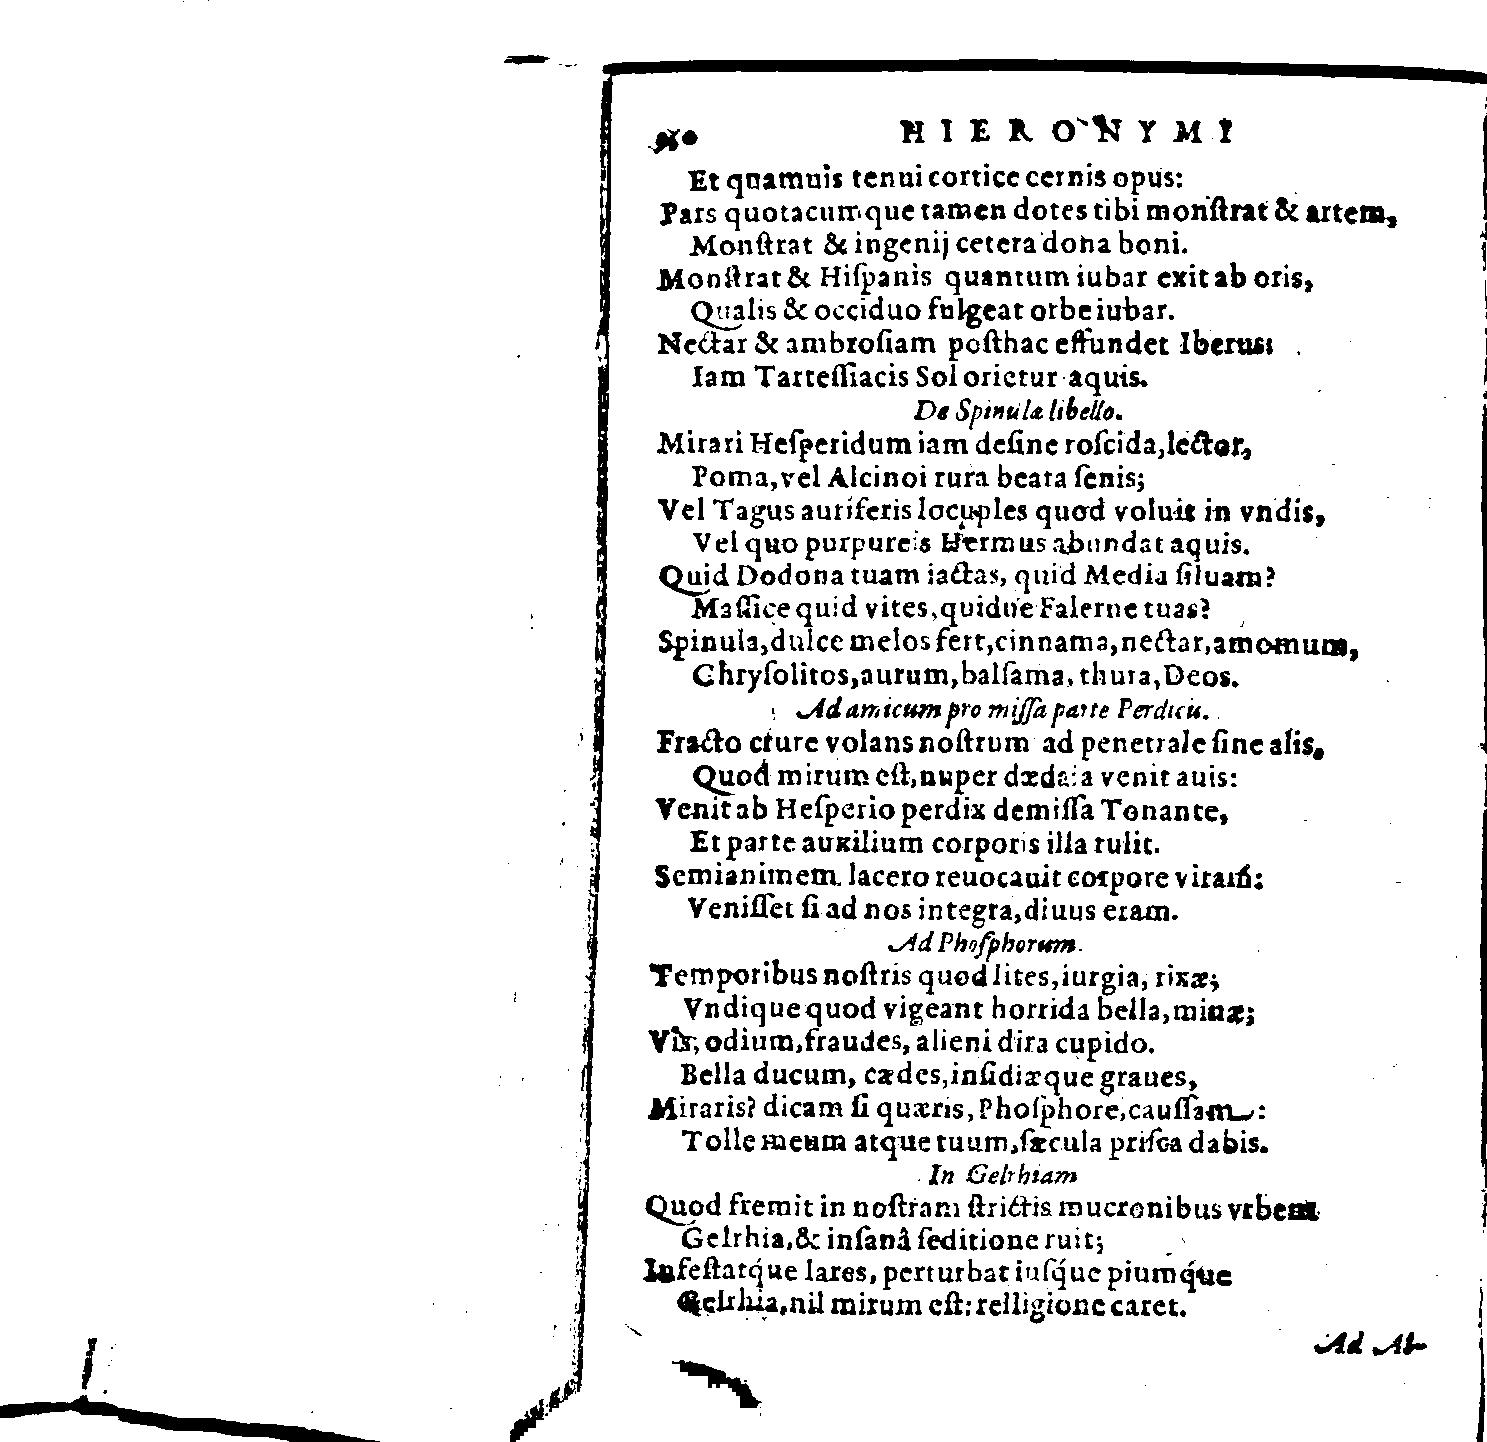 HIERONYMI
Et quamuis tenui cortice cernis opus:
Pars quotacumque tamen dotes tibi monſtrat & artem,
Monſtrat & ingenij cetera dona boni.
Monſtrat & Hiſpanis quantum iubar exit ab oris,
Qualis & occiduo fulgeat orbe iubar.
Nectar & ambroſiam poſthac effundet Iberus:
Iam Tarteſſiacis Sol orietur aquis.
De Spinulæ libello.
Mirari Heſperidum iam deſine roſcida, lector,
Poma, vel Alcinoi rura beata ſenis;
Vel Tagus auriferis locuples quod voluit in vndis,
Vel quo purpureis Hermus abundat aquis.
Quid Dodona tuam iactas, quid Media ſiluam?
Maſſice quid vites, quidue Falerne tuas?
Spinula, dulce melos fert, cinnama, nectar, amomum,
Chryſolitos, aurum, balſama, thura, Deos.
Ad amicum pro miſſa parte Perdicis.
Fracto crure volans noſtrum ad penetrale ſine alis,
Quod mirum eſt, nuper dædala venit auis:
Venit ab Heſperio perdix demiſſa Tonante,
Et parte auxilium corporis illa tulit.
Semianimem lacero reuocauit corpore vitam:
Veniſſet ſi ad nos integra, diuus eram.
Ad Phoſphorum.
Temporibus noſtris quod lites, iurgia, rixæ;
Vndique quod vigeant horrida bella, minæ;
Vis, odium, fraudes, alieni dira cupido.
Bella ducum, cædes, inſidiæque graues,
Miraris? dicam ſi quæris, Phoſphore, cauſſam:
Tolle meum atque tuum, ſæcula priſca dabis.
In Gelrhiam
Quod fremit in noſtram ſtrictis mucronibus vrbem
Gelrhia, & inſanâ ſeditione ruit;
Infeſtatq́ue lares, perturbat iuſq́ue piumq́ue
Gelrhia, nil mirum eſt: relligione caret.
Ad Ab-